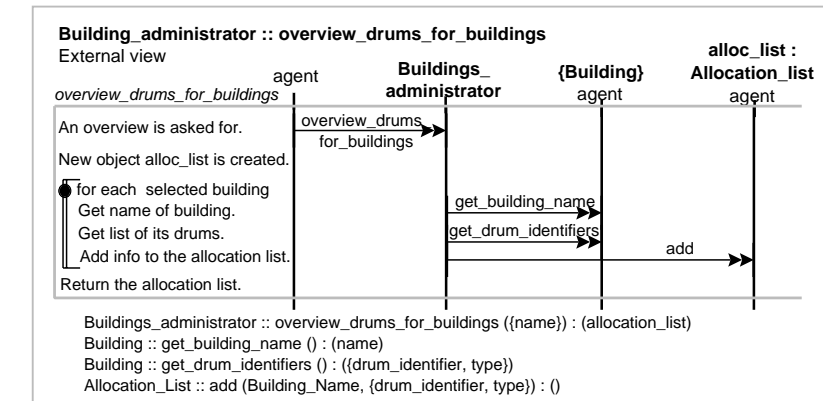 Building_administrator :: overview_drums_for_buildings
External view
agent
Buildings_
administrator
{Building}
agent
alloc_list :
Allocation_list
agent
overview_drums_for_buildings
An overview is asked for.
overview_drums
for_buildings
New object alloc_list is created.
for each selected building
Get name of building.
get_building_name
Get list of its drums.
get_drum_identifiers
Add info to the allocation list.
add
Return the allocation list.
Buildings_administrator :: overview_drums_for_buildings ({name}) : (allocation_list)
Building :: get_building_name () : (name)
Building :: get_drum_identifiers () : ({drum_identifier, type})
Allocation_List :: add (Building_Name, {drum_identifier, type}) : ()